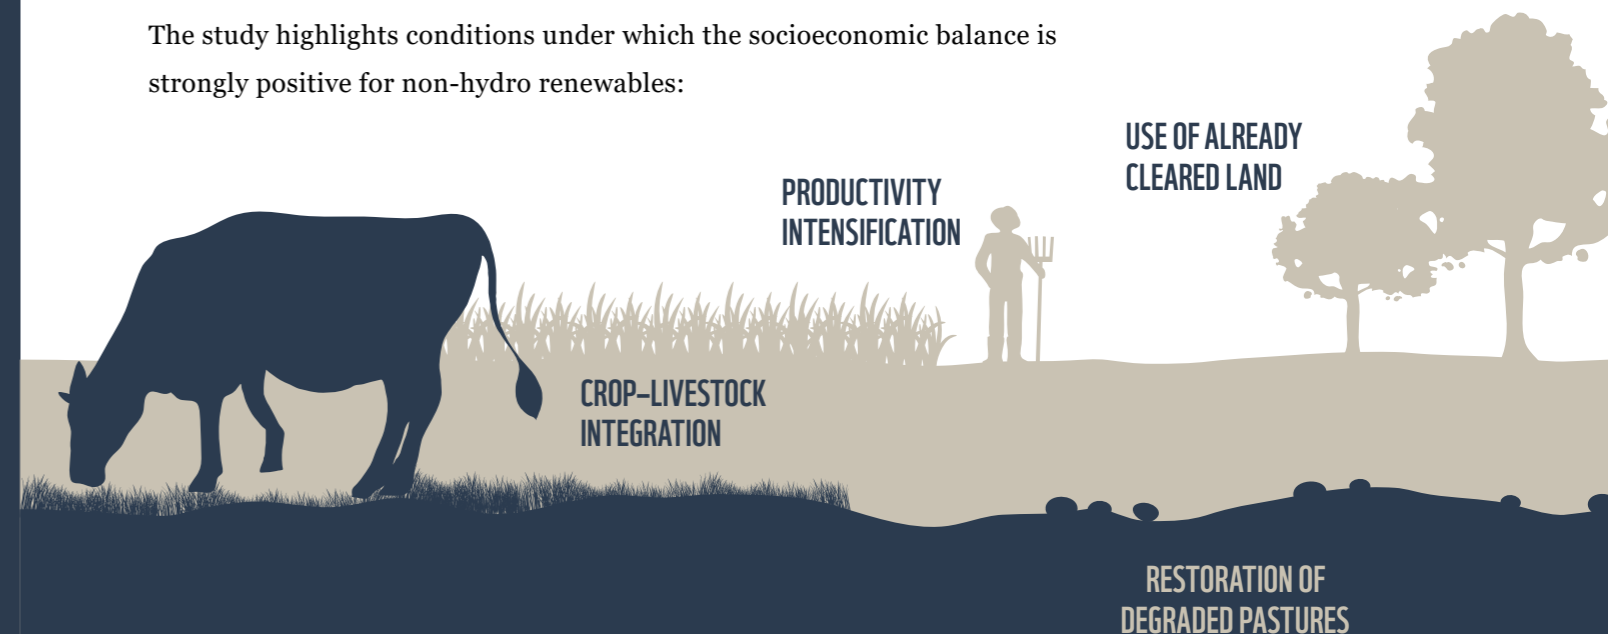 The study highlights conditions under which the socioeconomic balance is
strongly positive for non-hydro renewables:
USE OF ALREADY
CLEARED LAND
PRODUCTIVITY
INTENSIFICATION
CROP–LIVESTOCK
INTEGRATION
RESTORATION OF
DEGRADED PASTURES